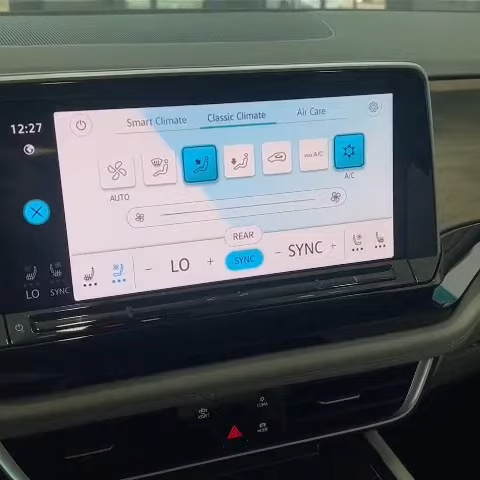 12:27
Smart Climate
Classic Climate
Air Care
AUTO
max A/C
A/C
REAR
- LO +
SYNC
- SYNC +
LO
SYNC